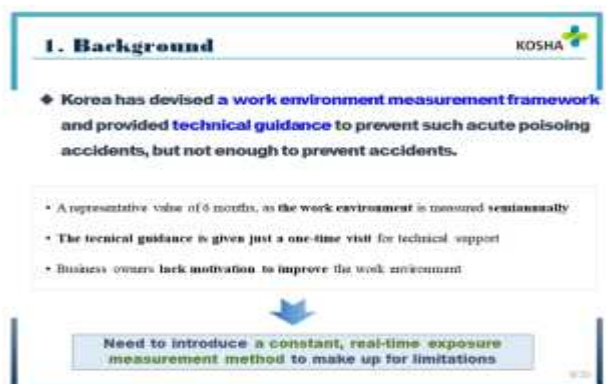 1. Background
KOSHA
◆ Korea has devised a work environment measurement framework
and provided technical guidance to prevent such acute poisoing
accidents, but not enough to prevent accidents.
• A representative value of 6 months, as the work environment is measured semiannually
• The tecnical guidance is given just a one-time visit for technical support
• Business owners lack motivation to improve the work environment
Need to introduce a constant, real-time exposure
measurement method to make up for limitations